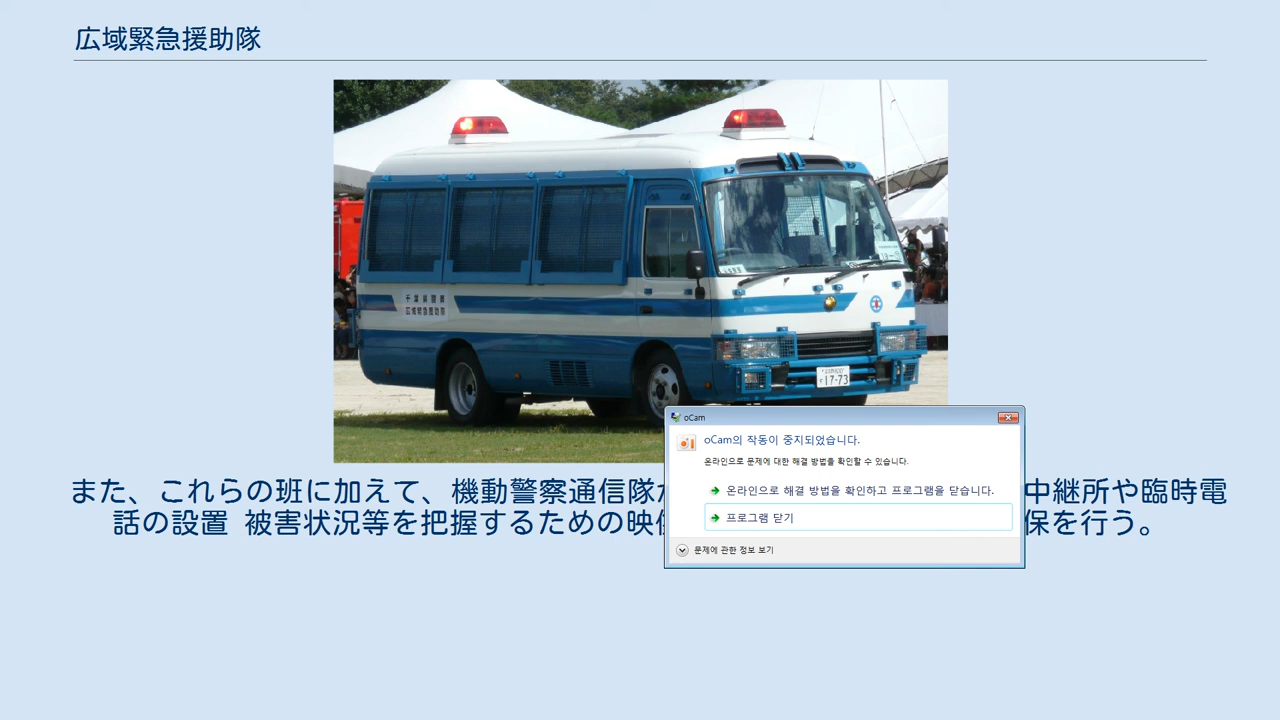 広域緊急援助隊
千葉県警察
広域緊急援助隊
17-73
oCam
oCam의 작동이 중지되었습니다.
온라인으로 문제에 대한 해결 방법을 확인할 수 있습니다.
온라인으로 해결 방법을 확인하고 프로그램을 닫습니다.
프로그램 닫기
문제에 관한 정보 보기
また、これらの班に加えて、機動警察通信隊が 中継所や臨時電
話の設置 被害状況等を把握するための映像 保を行う。